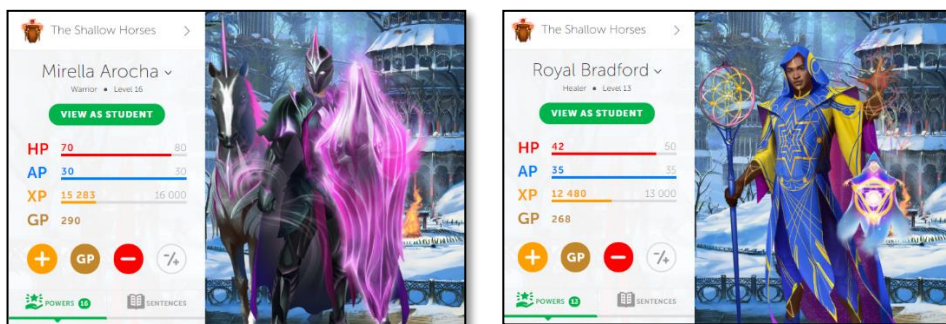 The Shallow Horses >
Mirella Arocha
Warrior • Level 16
VIEW AS STUDENT
HP 70 80
AP 30 30
XP 15 283 16 000
GP 290
+ GP - -/+
POWERS 16 SENTENCES
The Shallow Horses >
Royal Bradford
Healer • Level 13
VIEW AS STUDENT
HP 42 50
AP 35 35
XP 12 480 13 000
GP 268
+ GP - -/+
POWERS 13 SENTENCES